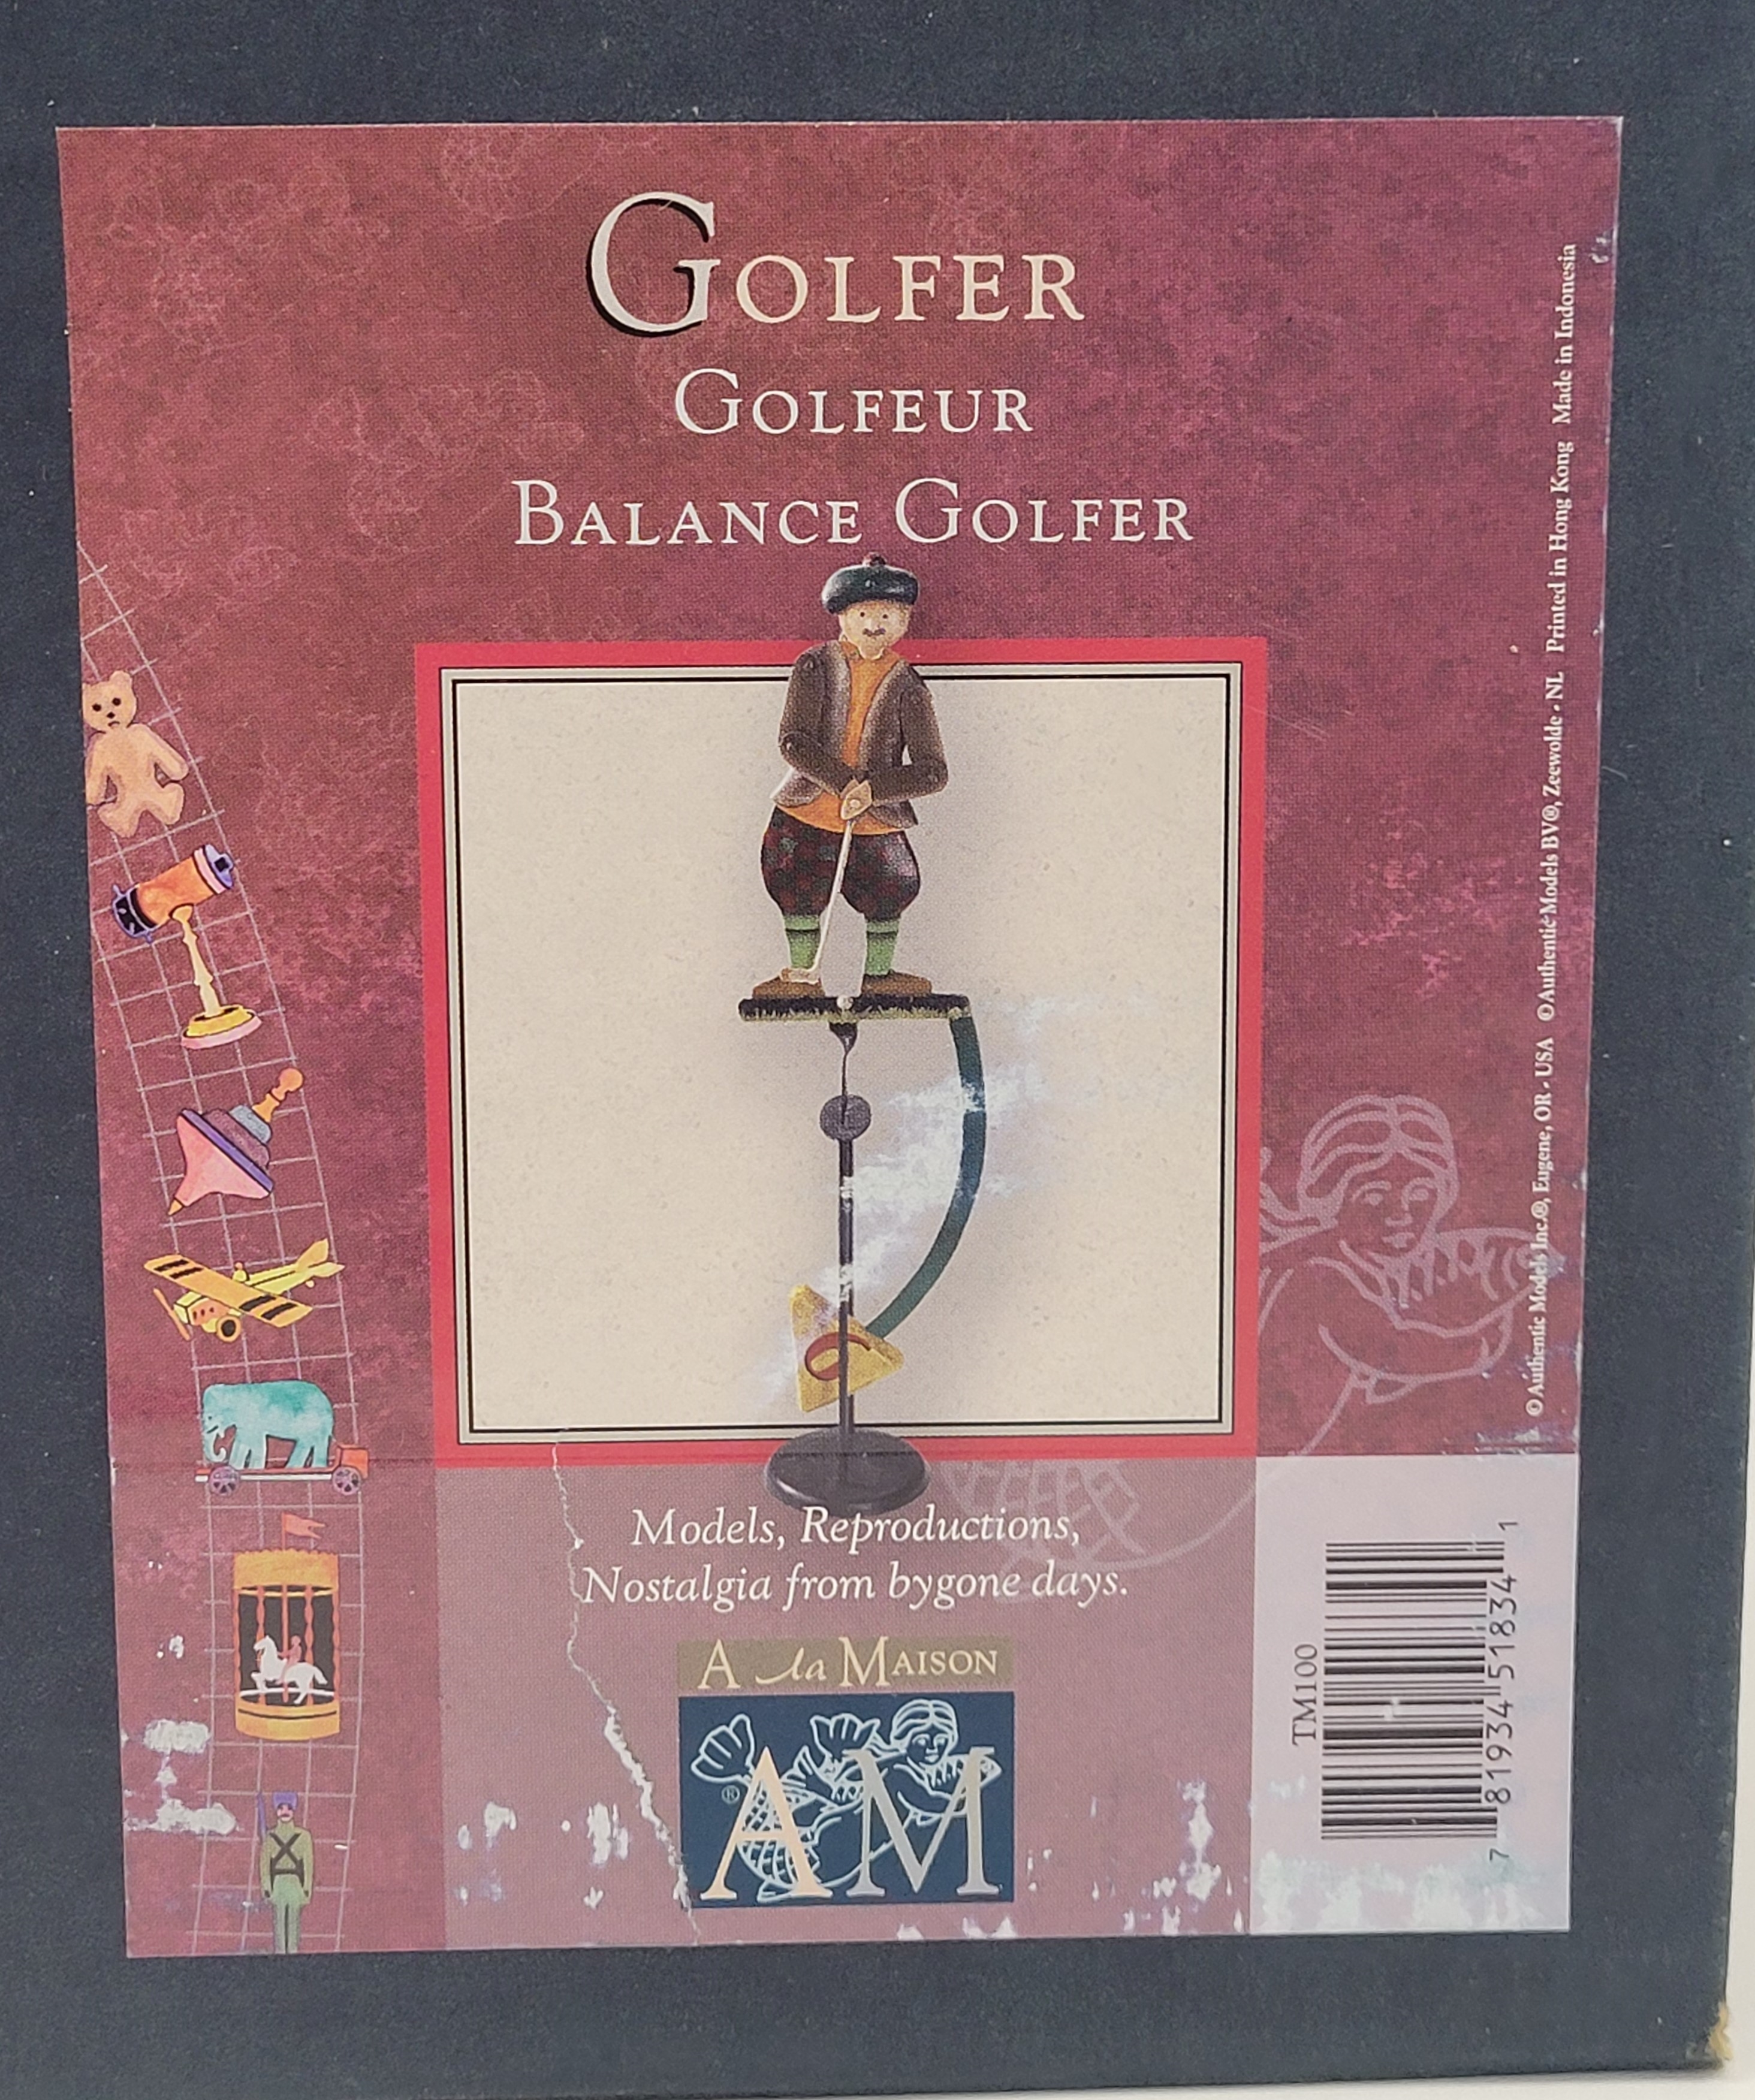 GOLFER
GOLFEUR
BALANCE GOLFER
©Authentic Models Inc.®, Eugene, OR - USA ©Authentic Models BV®, Zeewolde - NL Printed in Hong Kong Made in Indonesia
Models, Reproductions,
Nostalgia from bygone days.
A la MAISON
AM
®
TM100
7 81934 51834 1